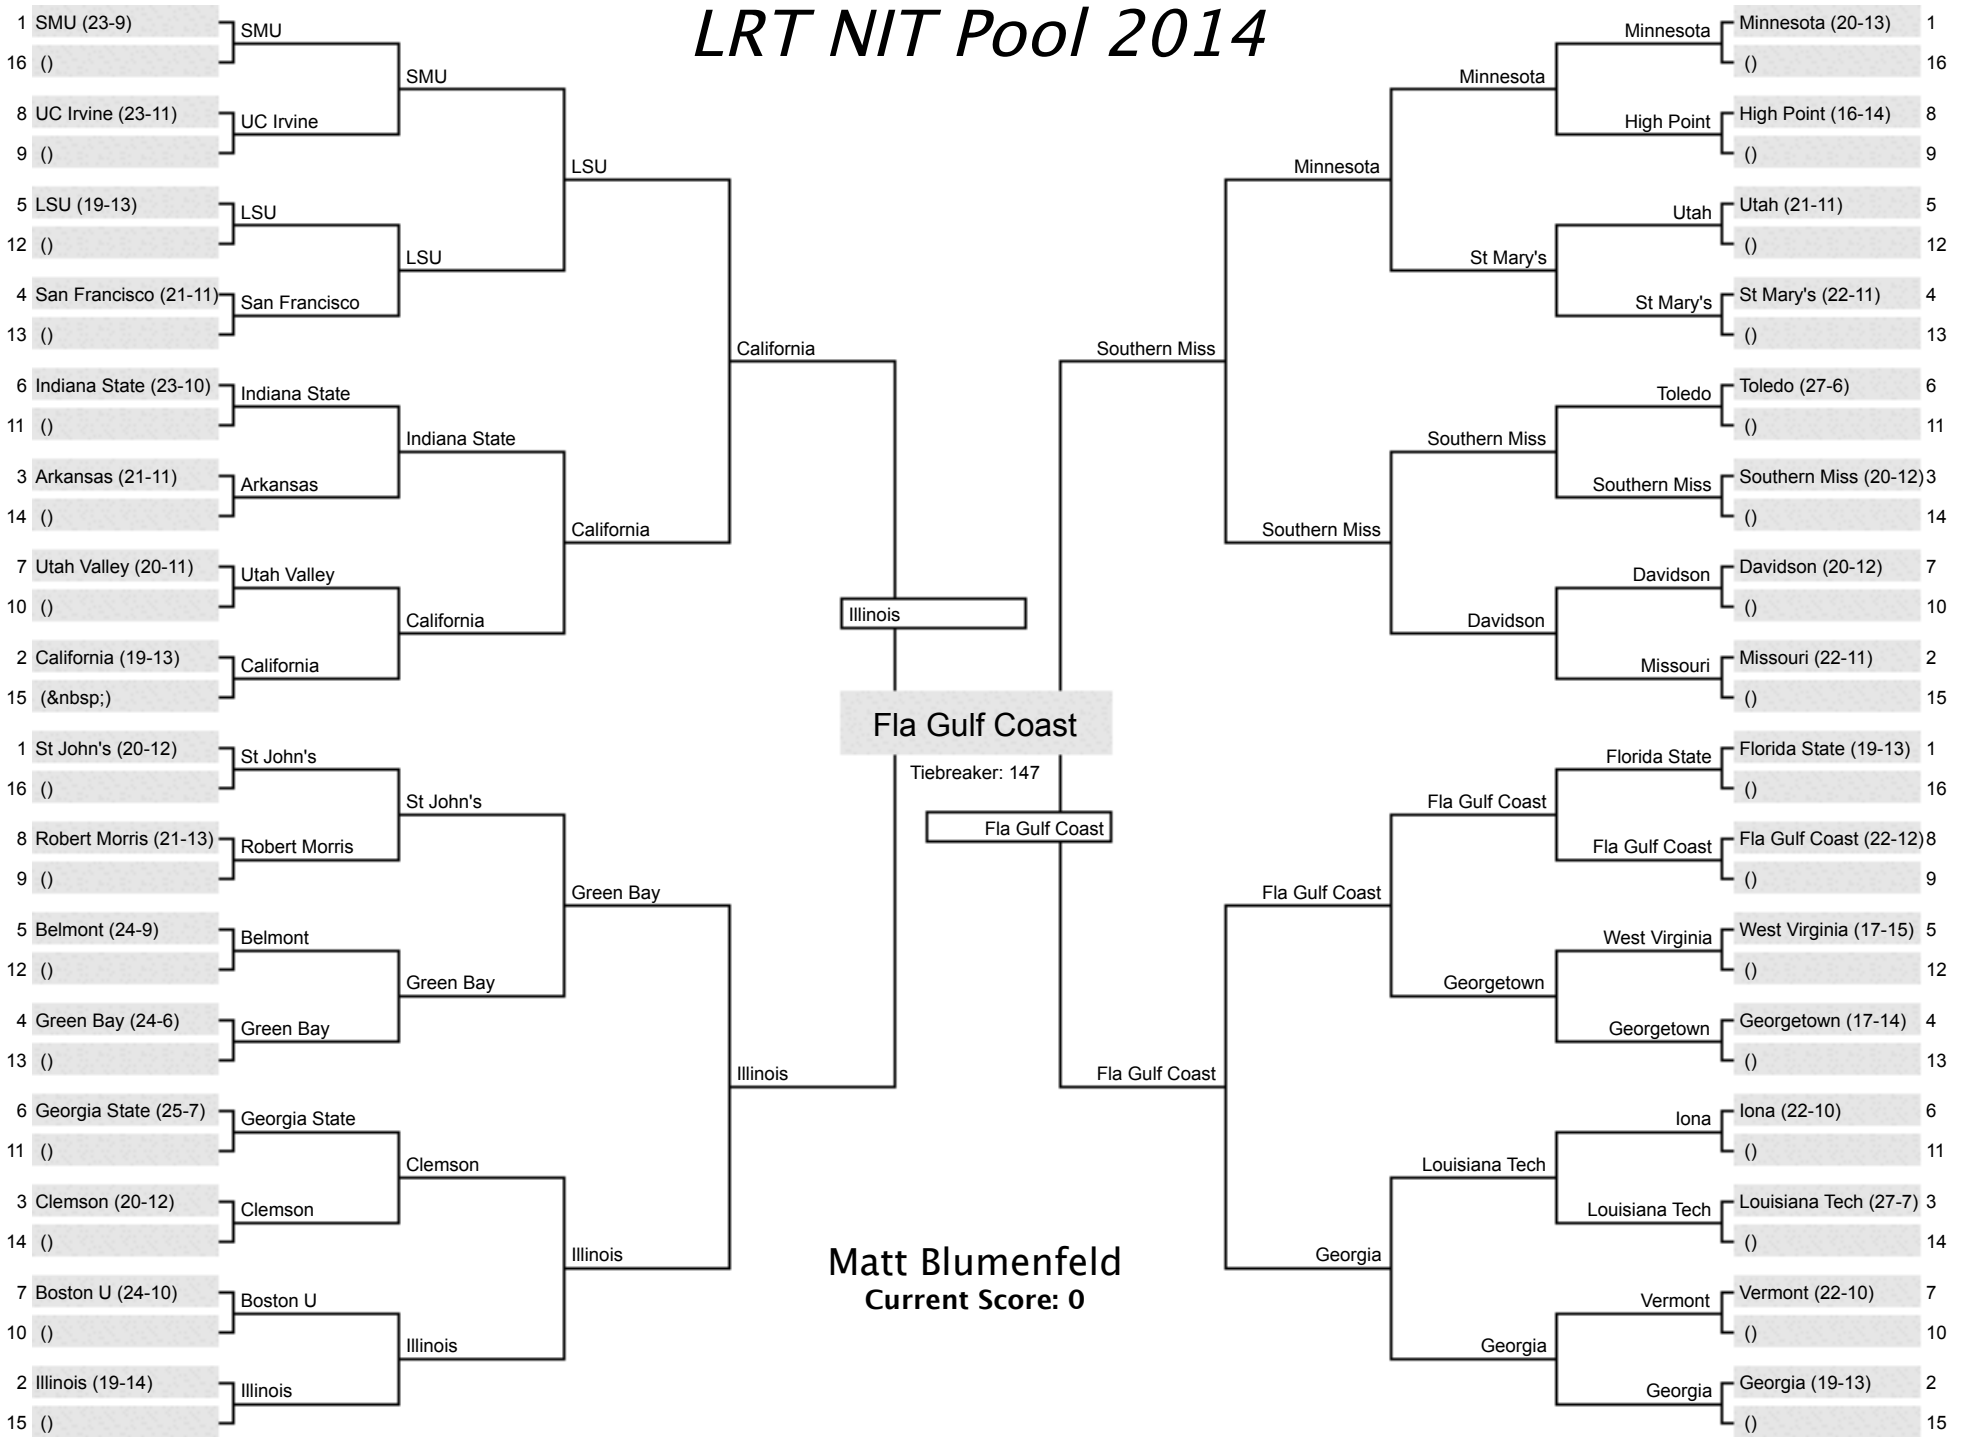 LRT NIT Pool 2014
1 SMU (23-9)
16 ()
8 UC Irvine (23-11)
9 ()
5 LSU (19-13)
12 ()
4 San Francisco (21-11)
13 ()
6 Indiana State (23-10)
11 ()
3 Arkansas (21-11)
14 ()
7 Utah Valley (20-11)
10 ()
2 California (19-13)
15 (&nbsp;)
1 St John's (20-12)
16 ()
8 Robert Morris (21-13)
9 ()
5 Belmont (24-9)
12 ()
4 Green Bay (24-6)
13 ()
6 Georgia State (25-7)
11 ()
3 Clemson (20-12)
14 ()
7 Boston U (24-10)
10 ()
2 Illinois (19-14)
15 ()
SMU
UC Irvine
LSU
San Francisco
Indiana State
Arkansas
Utah Valley
California
St John's
Robert Morris
Belmont
Green Bay
Georgia State
Clemson
Boston U
Illinois
SMU
LSU
Indiana State
California
St John's
Green Bay
Clemson
Illinois
LSU
California
Green Bay
Illinois
California
Illinois
Illinois
Fla Gulf Coast
Tiebreaker: 147
Fla Gulf Coast
Matt Blumenfeld
Current Score: 0
Southern Miss
Fla Gulf Coast
Minnesota
Southern Miss
Fla Gulf Coast
Georgia
Minnesota
St Mary's
Southern Miss
Davidson
Fla Gulf Coast
Georgetown
Louisiana Tech
Georgia
Minnesota
High Point
Utah
St Mary's
Toledo
Southern Miss
Davidson
Missouri
Florida State
Fla Gulf Coast
West Virginia
Georgetown
Iona
Louisiana Tech
Vermont
Georgia
Minnesota (20-13) 1
() 16
High Point (16-14) 8
() 9
Utah (21-11) 5
() 12
St Mary's (22-11) 4
() 13
Toledo (27-6) 6
() 11
Southern Miss (20-12) 3
() 14
Davidson (20-12) 7
() 10
Missouri (22-11) 2
() 15
Florida State (19-13) 1
() 16
Fla Gulf Coast (22-12) 8
() 9
West Virginia (17-15) 5
() 12
Georgetown (17-14) 4
() 13
Iona (22-10) 6
() 11
Louisiana Tech (27-7) 3
() 14
Vermont (22-10) 7
() 10
Georgia (19-13) 2
() 15